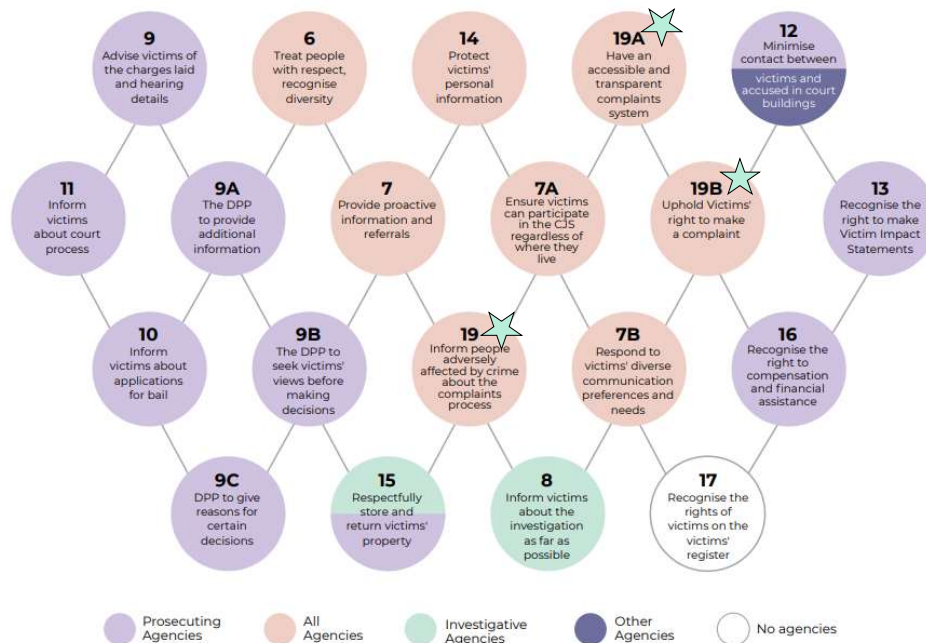 9
Advise victims of
the charges laid
and hearing
details
6
Treat people
with respect,
recognise
diversity
14
Protect
victims'
personal
information
19A
Have an
accessible and
transparent
complaints
system
12
Minimise
contact between
victims and
accused in court
buildings
11
Inform
victims
about court
process
9A
The DPP
to provide
additional
information
7
Provide proactive
information and
referrals
7A
Ensure victims
can participate
in the CJS
regardless of
where they
live
19B
Uphold Victims'
right to make
a complaint
13
Recognise the
right to make
Victim Impact
Statements
10
Inform
victims about
applications
for bail
9B
The DPP to
seek victims'
views before
making
decisions
19
Inform people
adversely
affected by crime
about the
complaints
process
7B
Respond to
victims' diverse
communication
preferences and
needs
16
Recognise the
right to
compensation
and financial
assistance
9C
DPP to give
reasons for
certain
decisions
15
Respectfully
store and
return victims'
property
8
Inform victims
about the
investigation
as far as
possible
17
Recognise the
rights of
victims on the
victims'
register
Prosecuting
Agencies
All
Agencies
Investigative
Agencies
Other
Agencies
No agencies